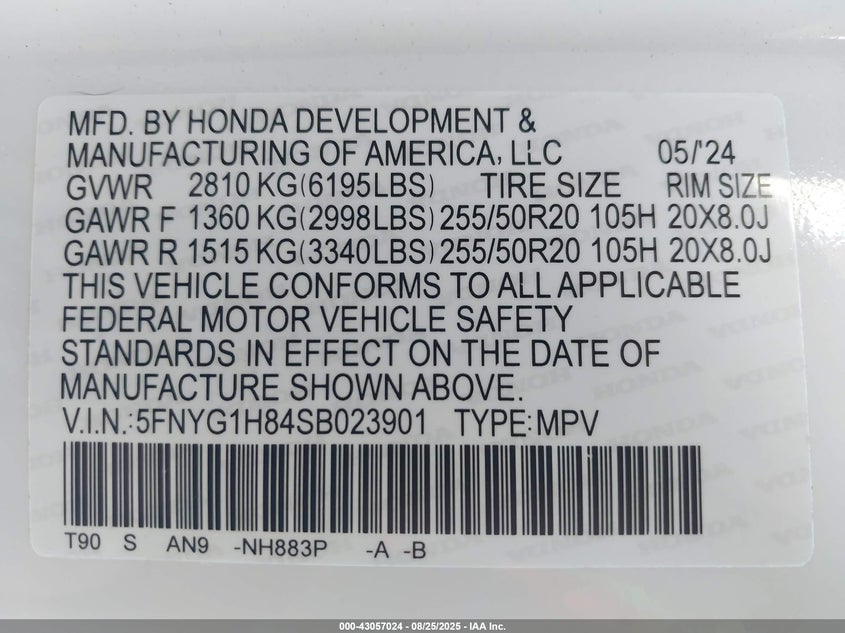 MFD. BY HONDA DEVELOPMENT &
MANUFACTURING OF AMERICA, LLC 05/'24
GVWR 2810 KG(6195LBS) TIRE SIZE RIM SIZE
GAWR F 1360 KG(2998LBS) 255/50R20 105H 20X8.0J
GAWR R 1515 KG(3340LBS) 255/50R20 105H 20X8.0J
THIS VEHICLE CONFORMS TO ALL APPLICABLE
FEDERAL MOTOR VEHICLE SAFETY
STANDARDS IN EFFECT ON THE DATE OF
MANUFACTURE SHOWN ABOVE.
V.I.N.:5FNYG1H84SB023901 TYPE:MPV
T90 S AN9 -NH883P -A -B
000-43057024 - 08/25/2025 - IAA Inc.